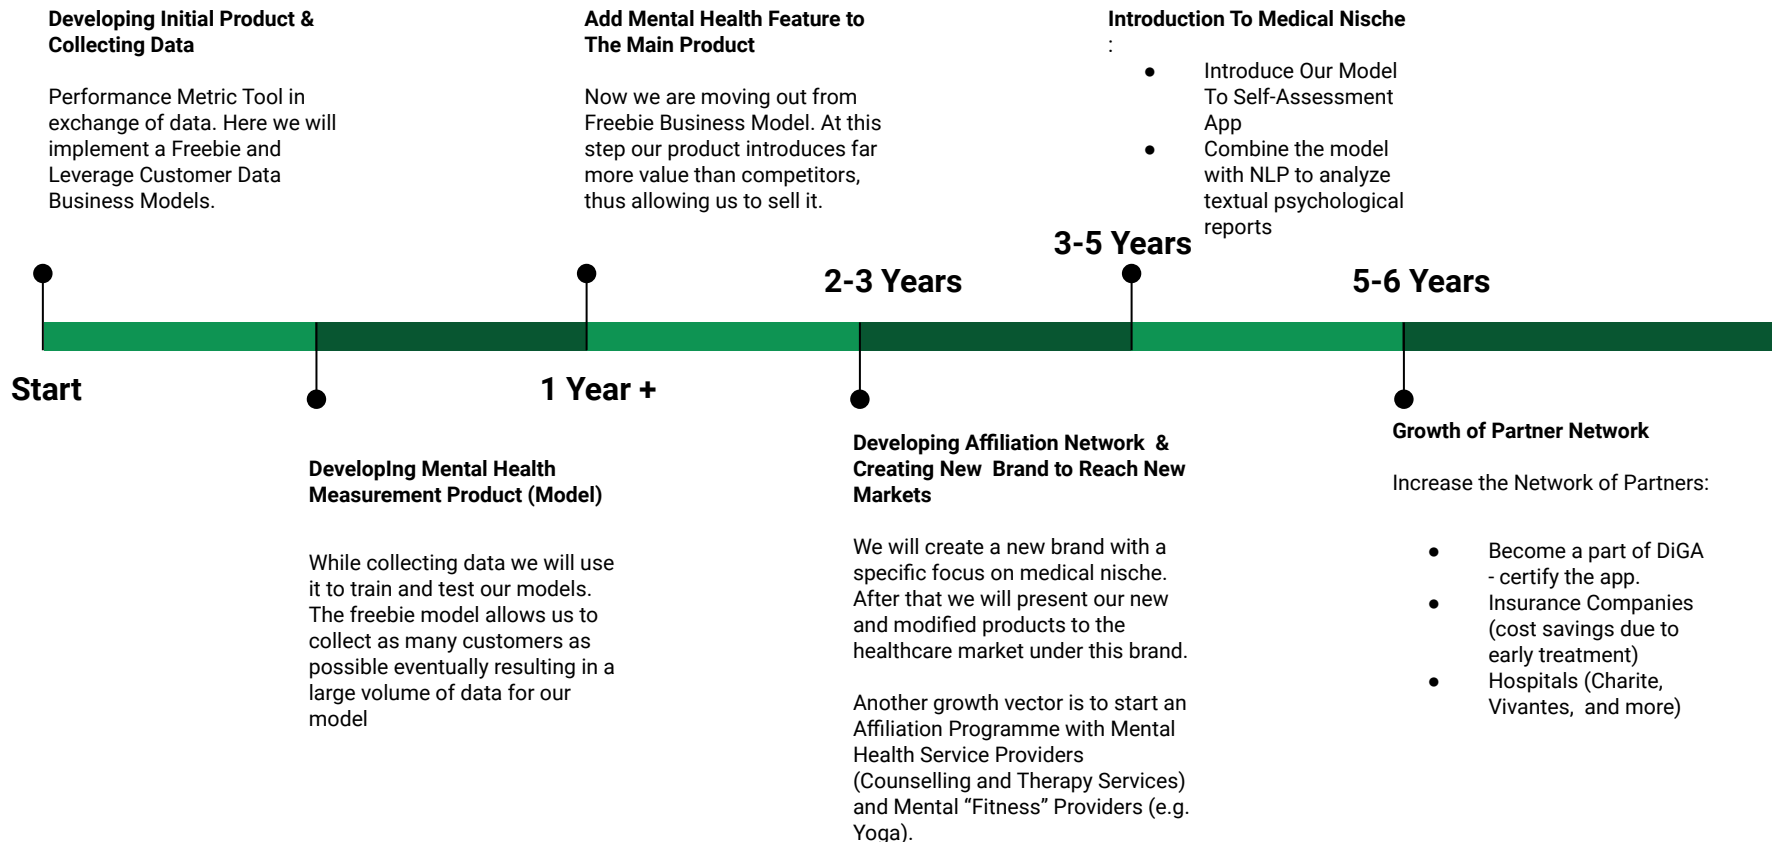 Developing Initial Product &
Collecting Data
Performance Metric Tool in
exchange of data. Here we will
implement a Freebie and
Leverage Customer Data
Business Models.
Add Mental Health Feature to
The Main Product
Now we are moving out from
Freebie Business Model. At this
step our product introduces far
more value than competitors,
thus allowing us to sell it.
Introduction To Medical Nische
:
● Introduce Our Model
To Self-Assessment
App
● Combine the model
with NLP to analyze
textual psychological
reports
3-5 Years
2-3 Years
5-6 Years
Start
1 Year +
DevelopIng Mental Health
Measurement Product (Model)
While collecting data we will use
it to train and test our models.
The freebie model allows us to
collect as many customers as
possible eventually resulting in a
large volume of data for our
model
Developing Affiliation Network &
Creating New Brand to Reach New
Markets
We will create a new brand with a
specific focus on medical nische.
After that we will present our new
and modified products to the
healthcare market under this brand.
Another growth vector is to start an
Affiliation Programme with Mental
Health Service Providers
(Counselling and Therapy Services)
and Mental “Fitness” Providers (e.g.
Yoga).
Growth of Partner Network
Increase the Network of Partners:
● Become a part of DiGA
- certify the app.
● Insurance Companies
(cost savings due to
early treatment)
● Hospitals (Charite,
Vivantes, and more)